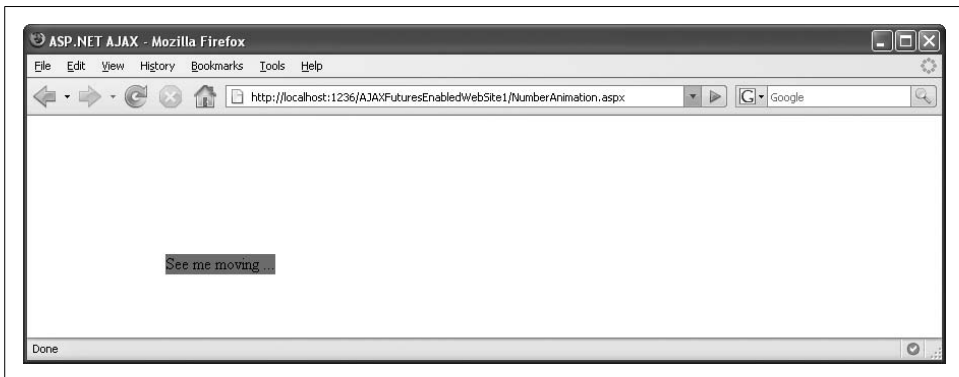 ASP.NET AJAX - Mozilla Firefox
File Edit View History Bookmarks Tools Help
http://localhost:1236/AJAXFuturesEnabledWebSite1/NumberAnimation.aspx G Google
See me moving ...
Done